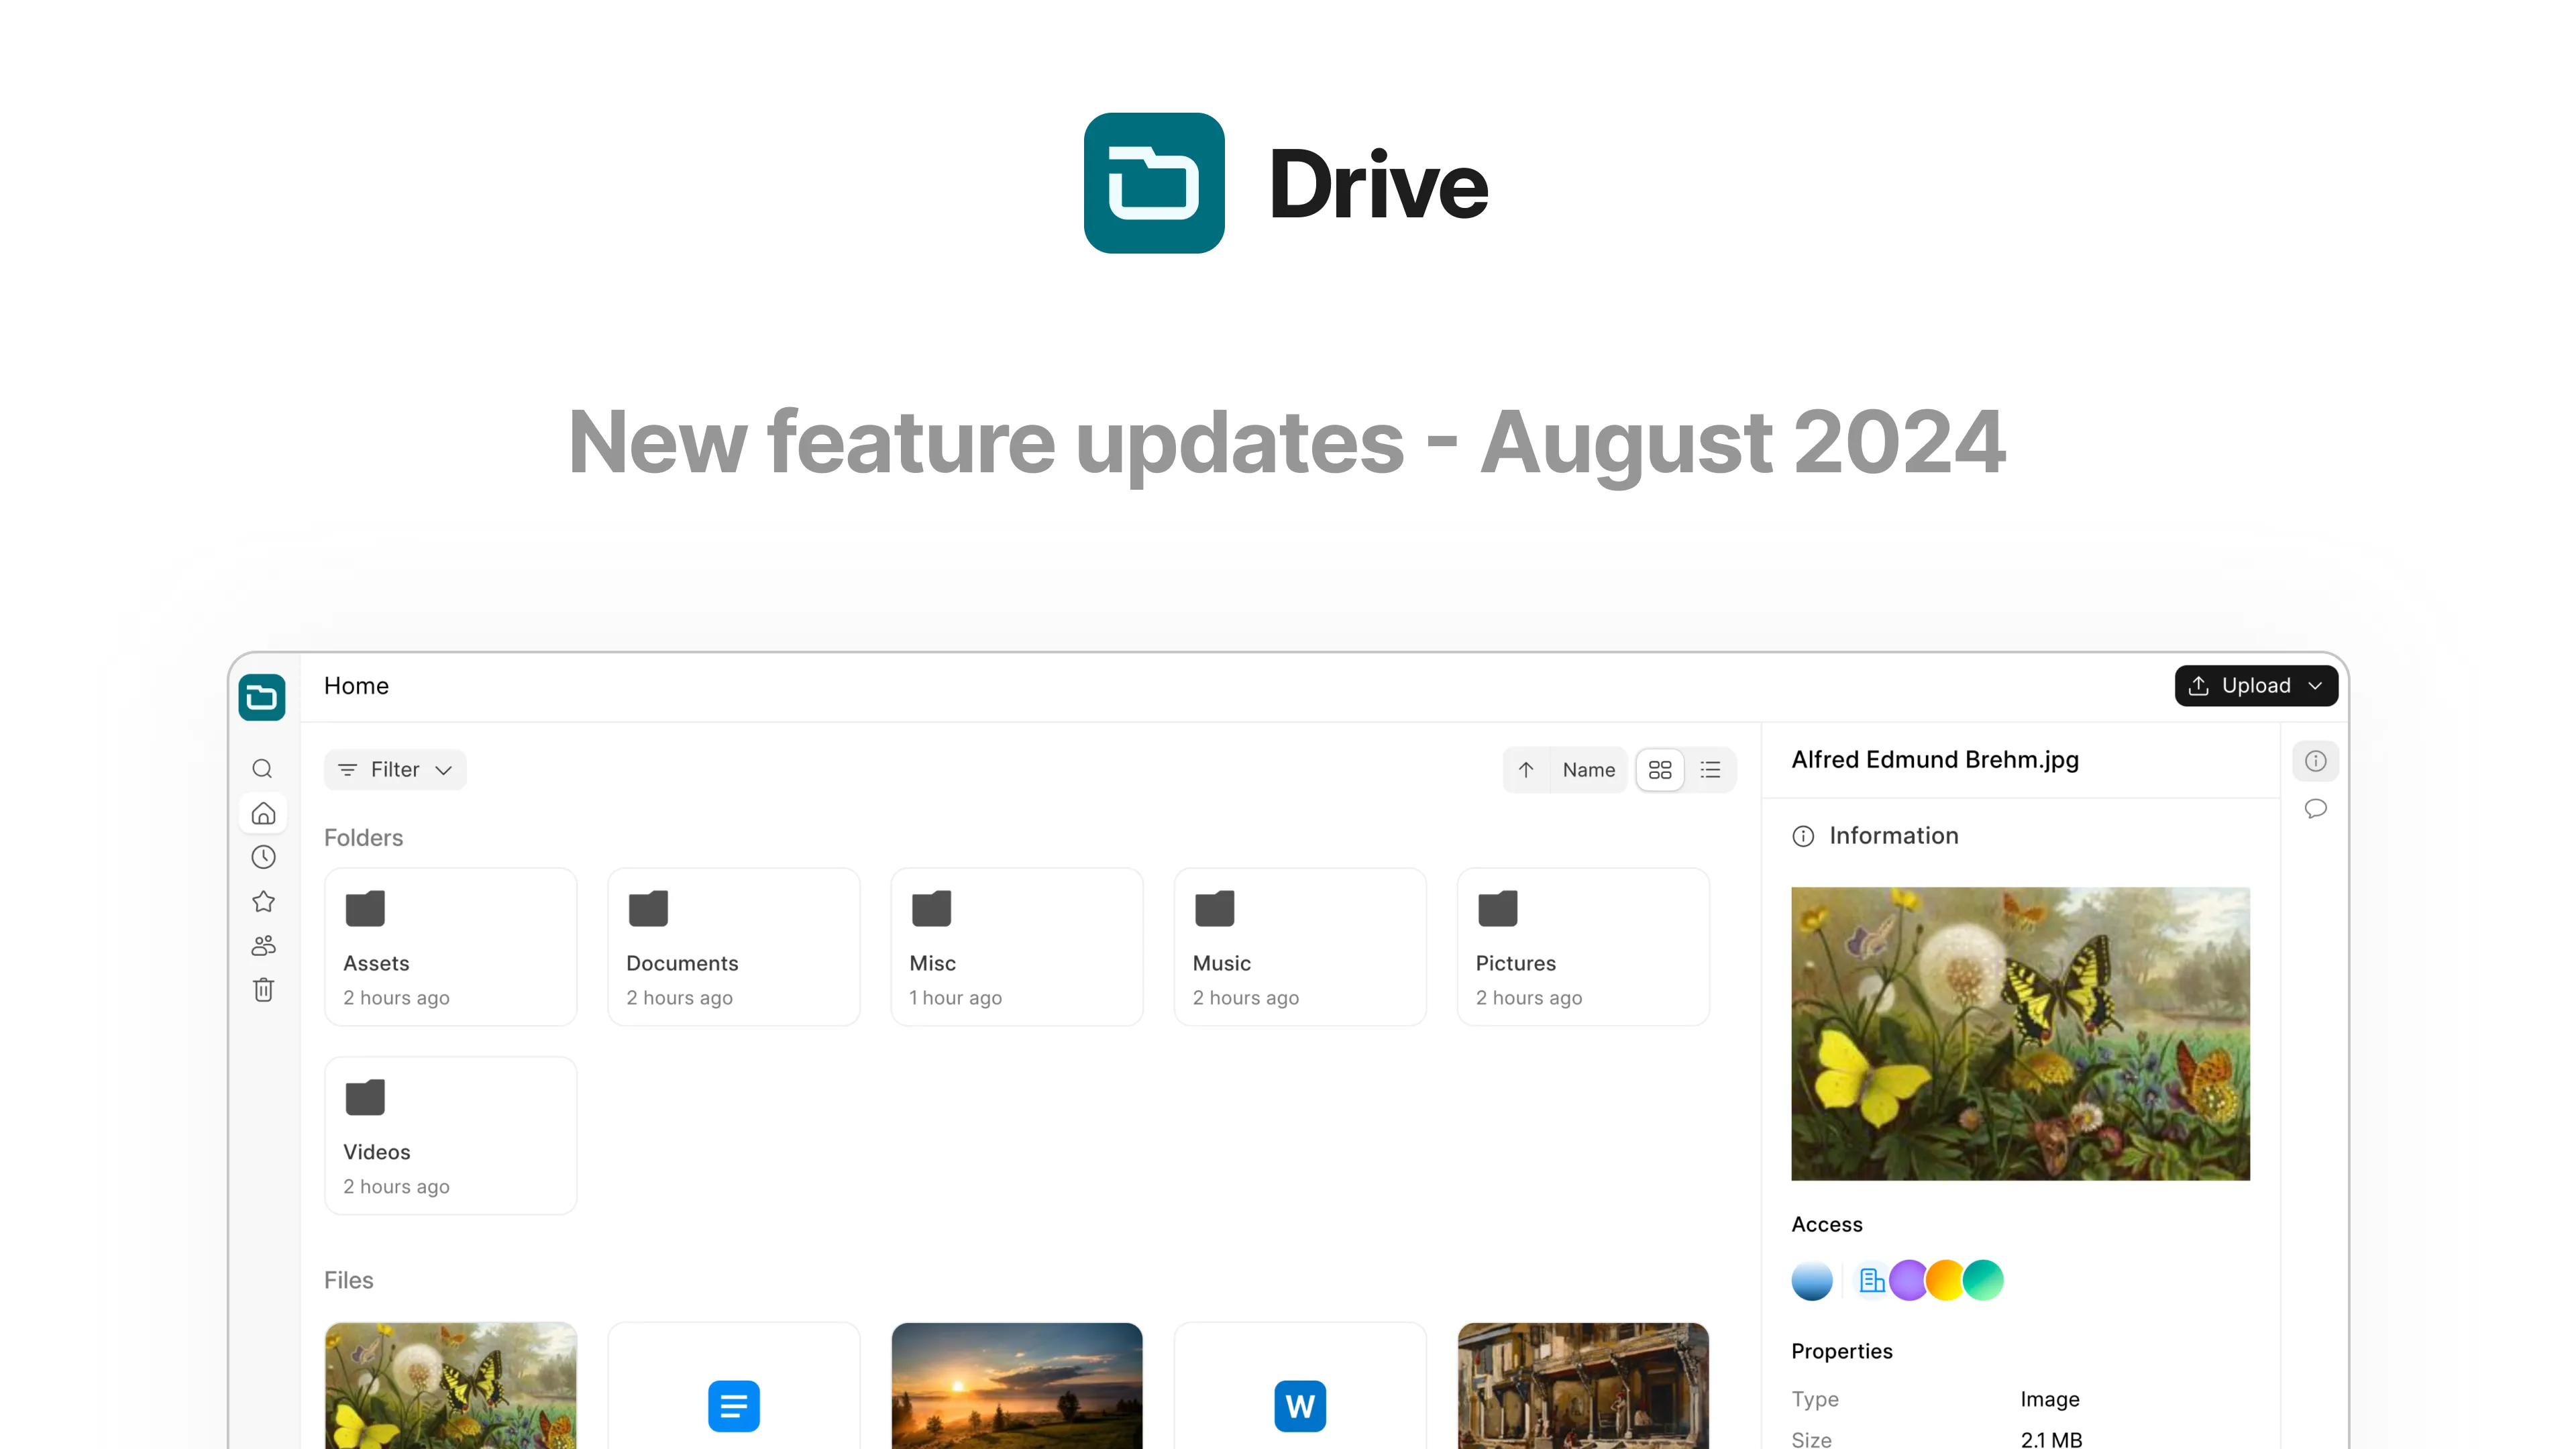 Drive
New feature updates - August 2024
Home
Upload
Filter
Name
Folders
Assets
2 hours ago
Documents
2 hours ago
Misc
1 hour ago
Music
2 hours ago
Pictures
2 hours ago
Videos
2 hours ago
Files
W
Alfred Edmund Brehm.jpg
Information
Access
Properties
Type Image
Size 2.1 MB